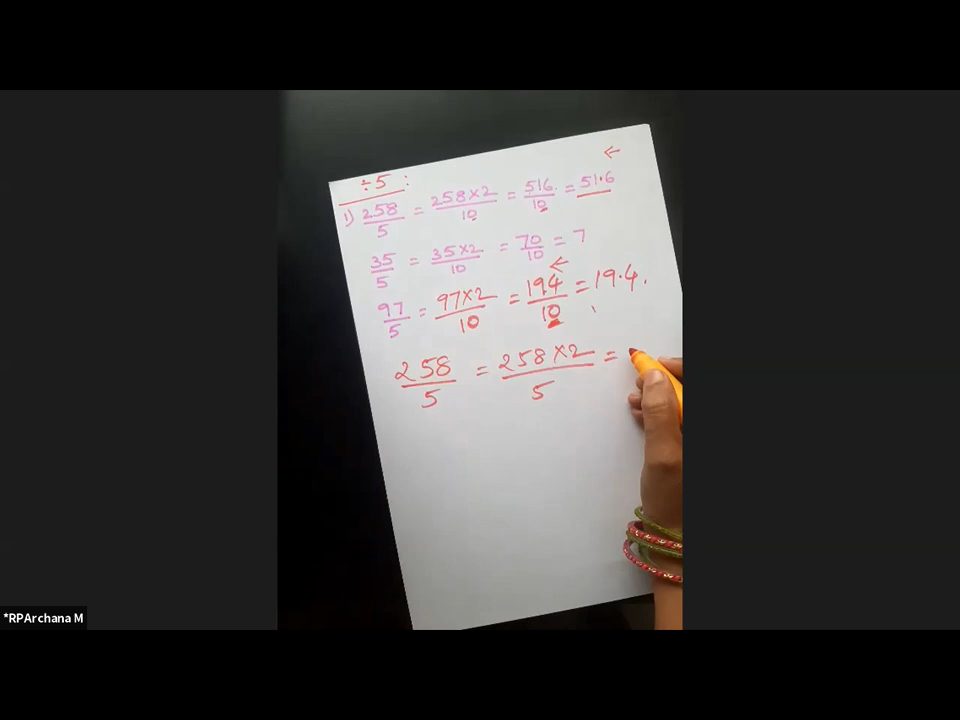 ÷5:
1) 258/5 = 258×2/10 = 516/10 = 51.6 ←
35/5 = 35×2/10 = 70/10 = 7
97/5 = 97×2/10 = 194/10 = 19.4. ←
258/5 = 258×2/5 =
*RPArchana M